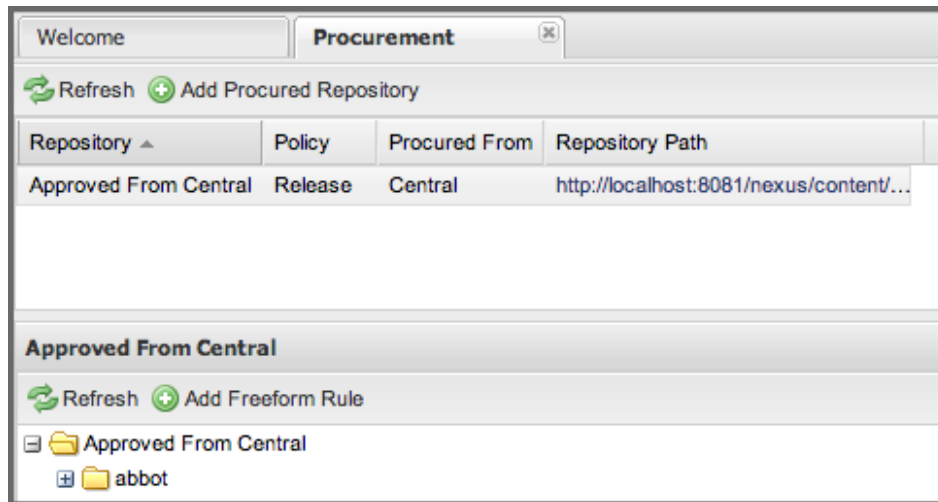 Welcome Procurement
Refresh Add Procured Repository
Repository Policy Procured From Repository Path
Approved From Central Release Central http://localhost:8081/nexus/content/...
Approved From Central
Refresh Add Freeform Rule
Approved From Central
abbot